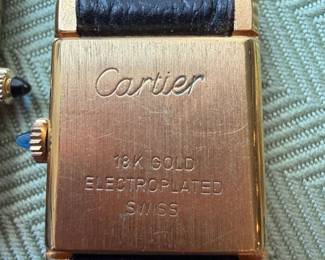 Cartier
18K GOLD
ELECTROPLATED
SWISS